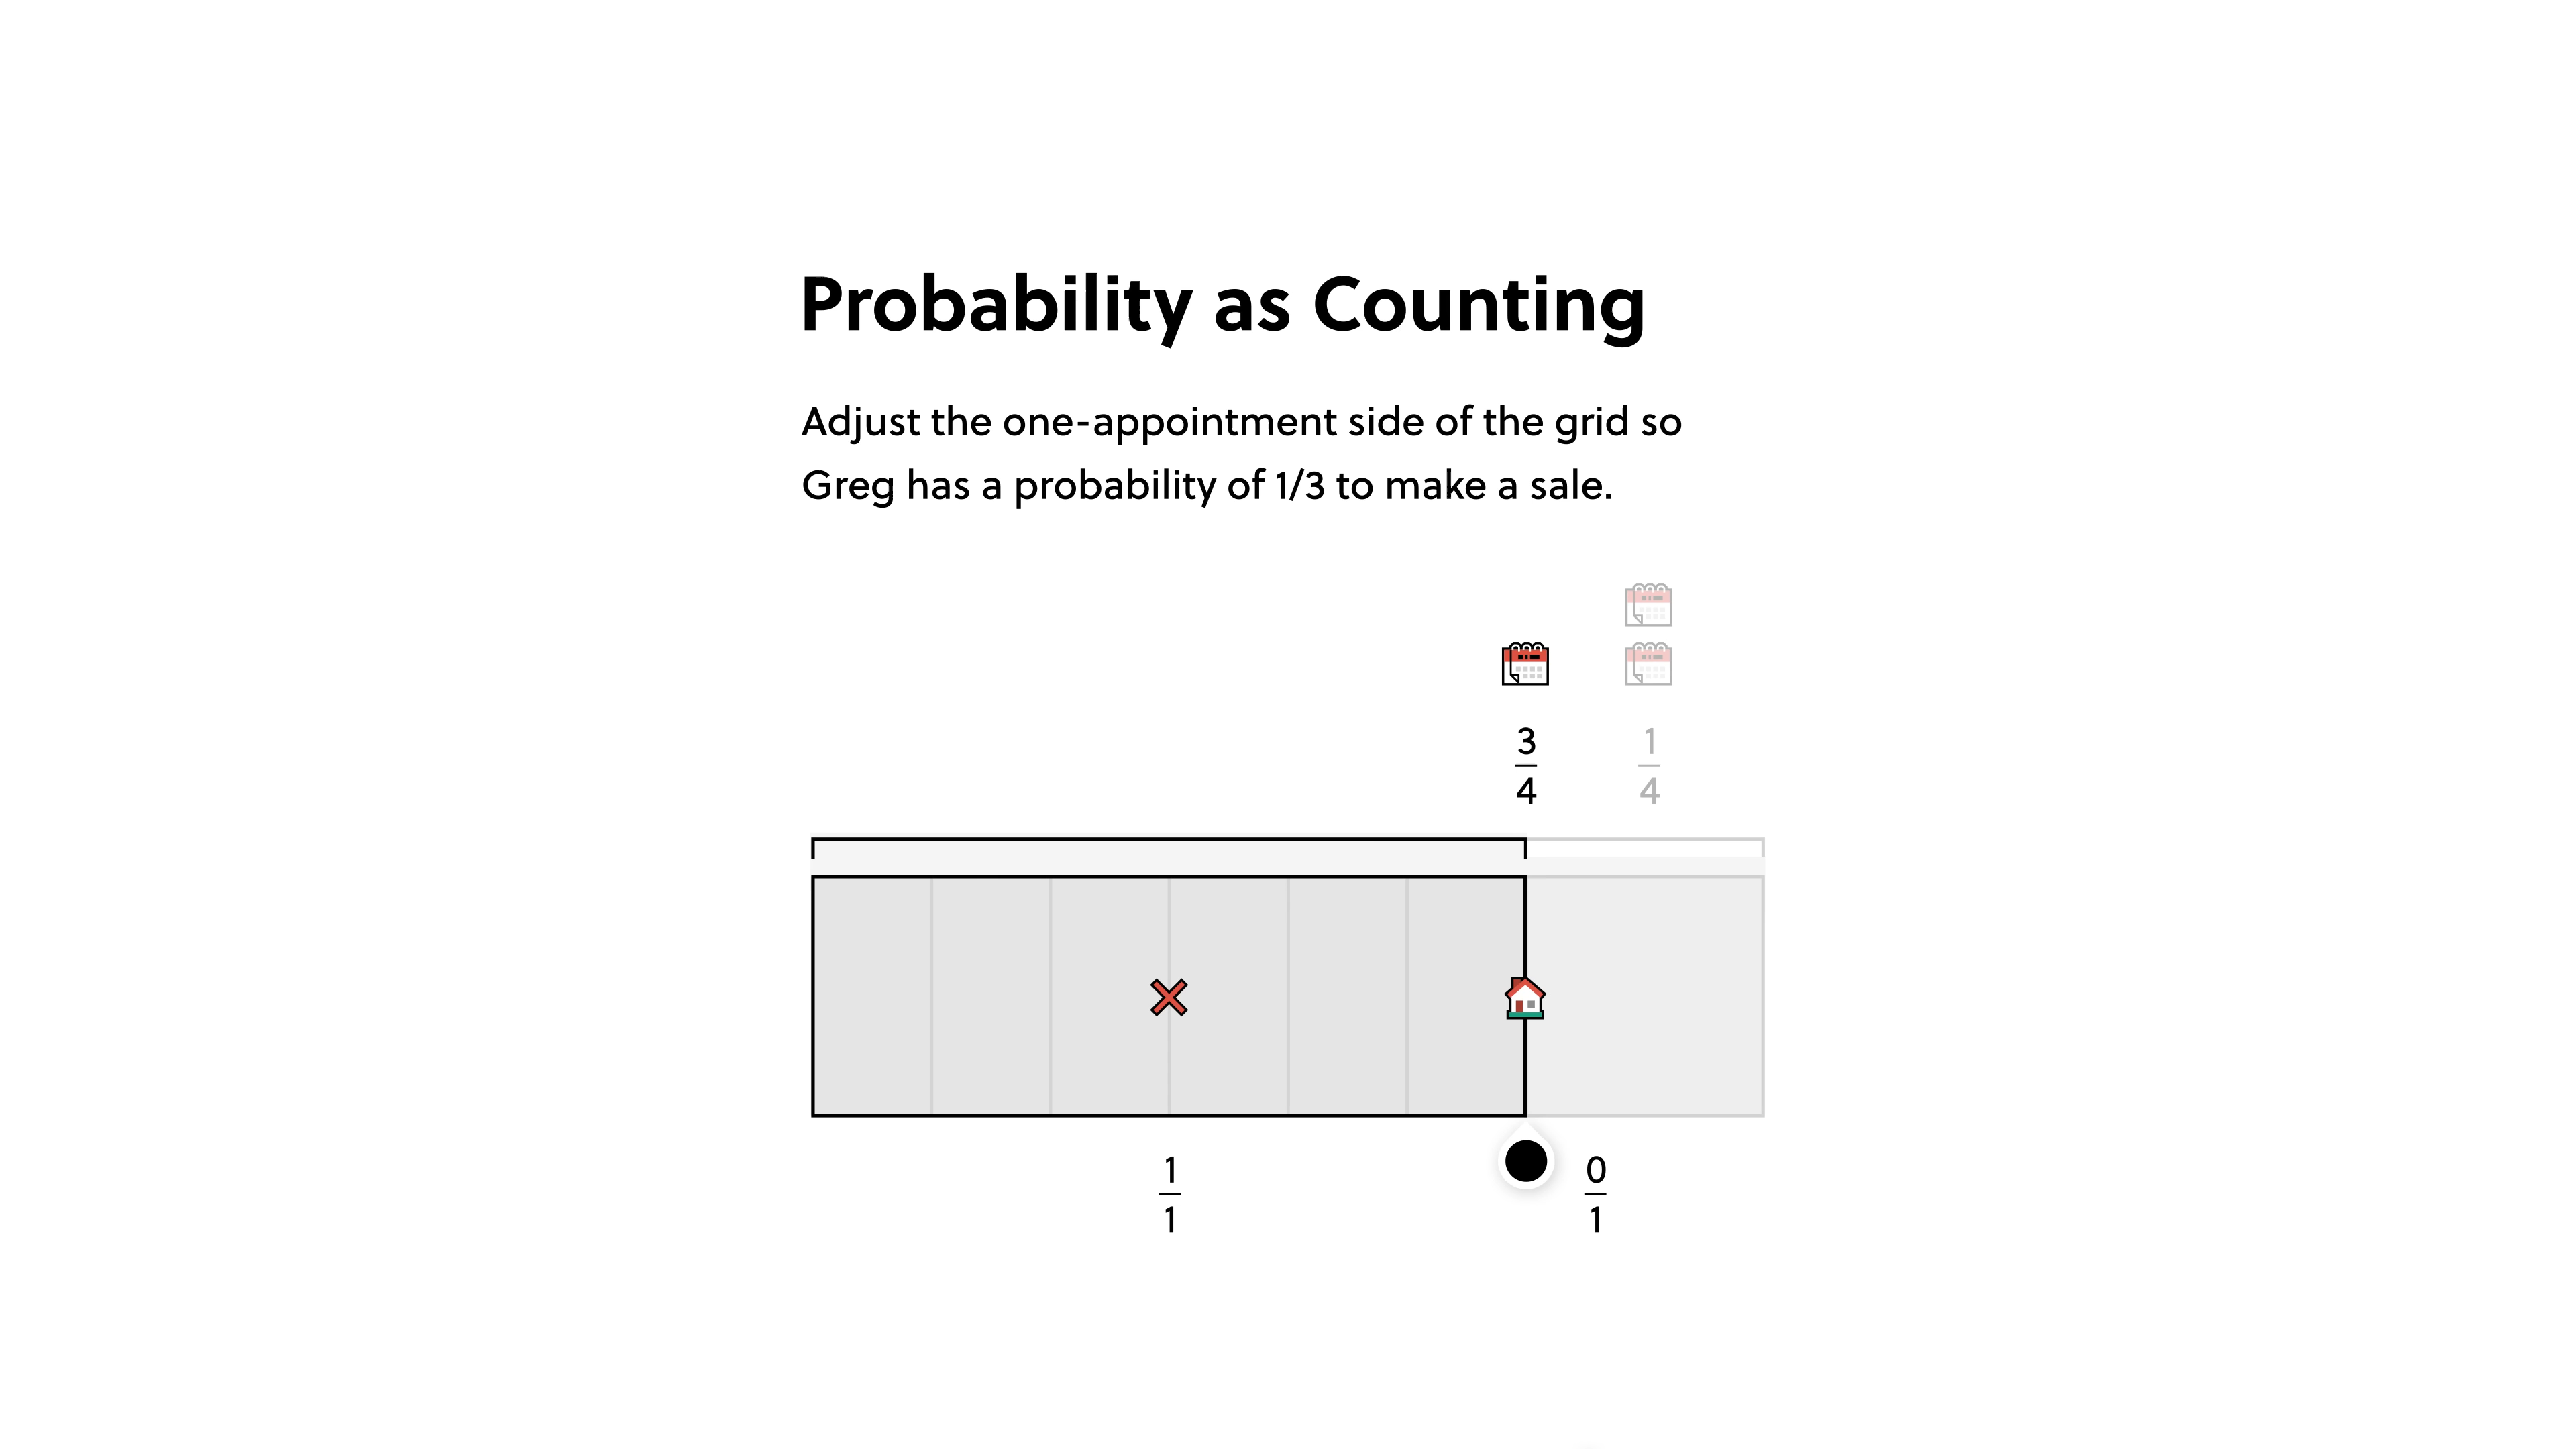 Probability as Counting
Adjust the one-appointment side of the grid so
Greg has a probability of 1/3 to make a sale.
3/4 1/4
1/1 0/1